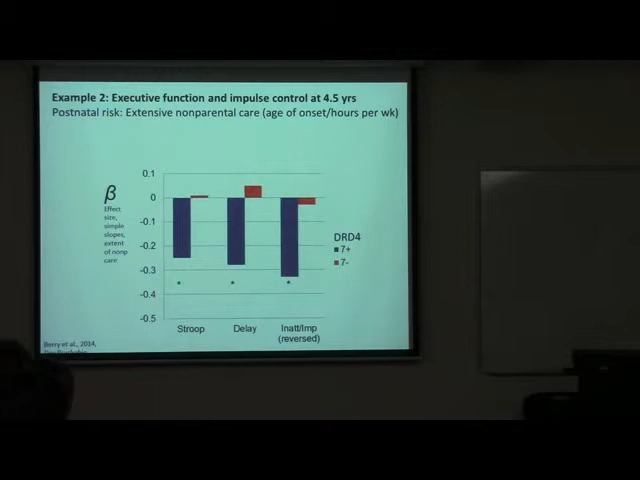 Example 2: Executive function and impulse control at 4.5 yrs
Postnatal risk: Extensive nonparental care (age of onset/hours per wk)
β
Effect
size,
simple
slopes,
extent
of nonp
care
0.1
0
-0.1
-0.2
-0.3
-0.4
-0.5
* * *
Stroop Delay Inatt/Imp
(reversed)
DRD4
7+
7-
Berry et al., 2014,